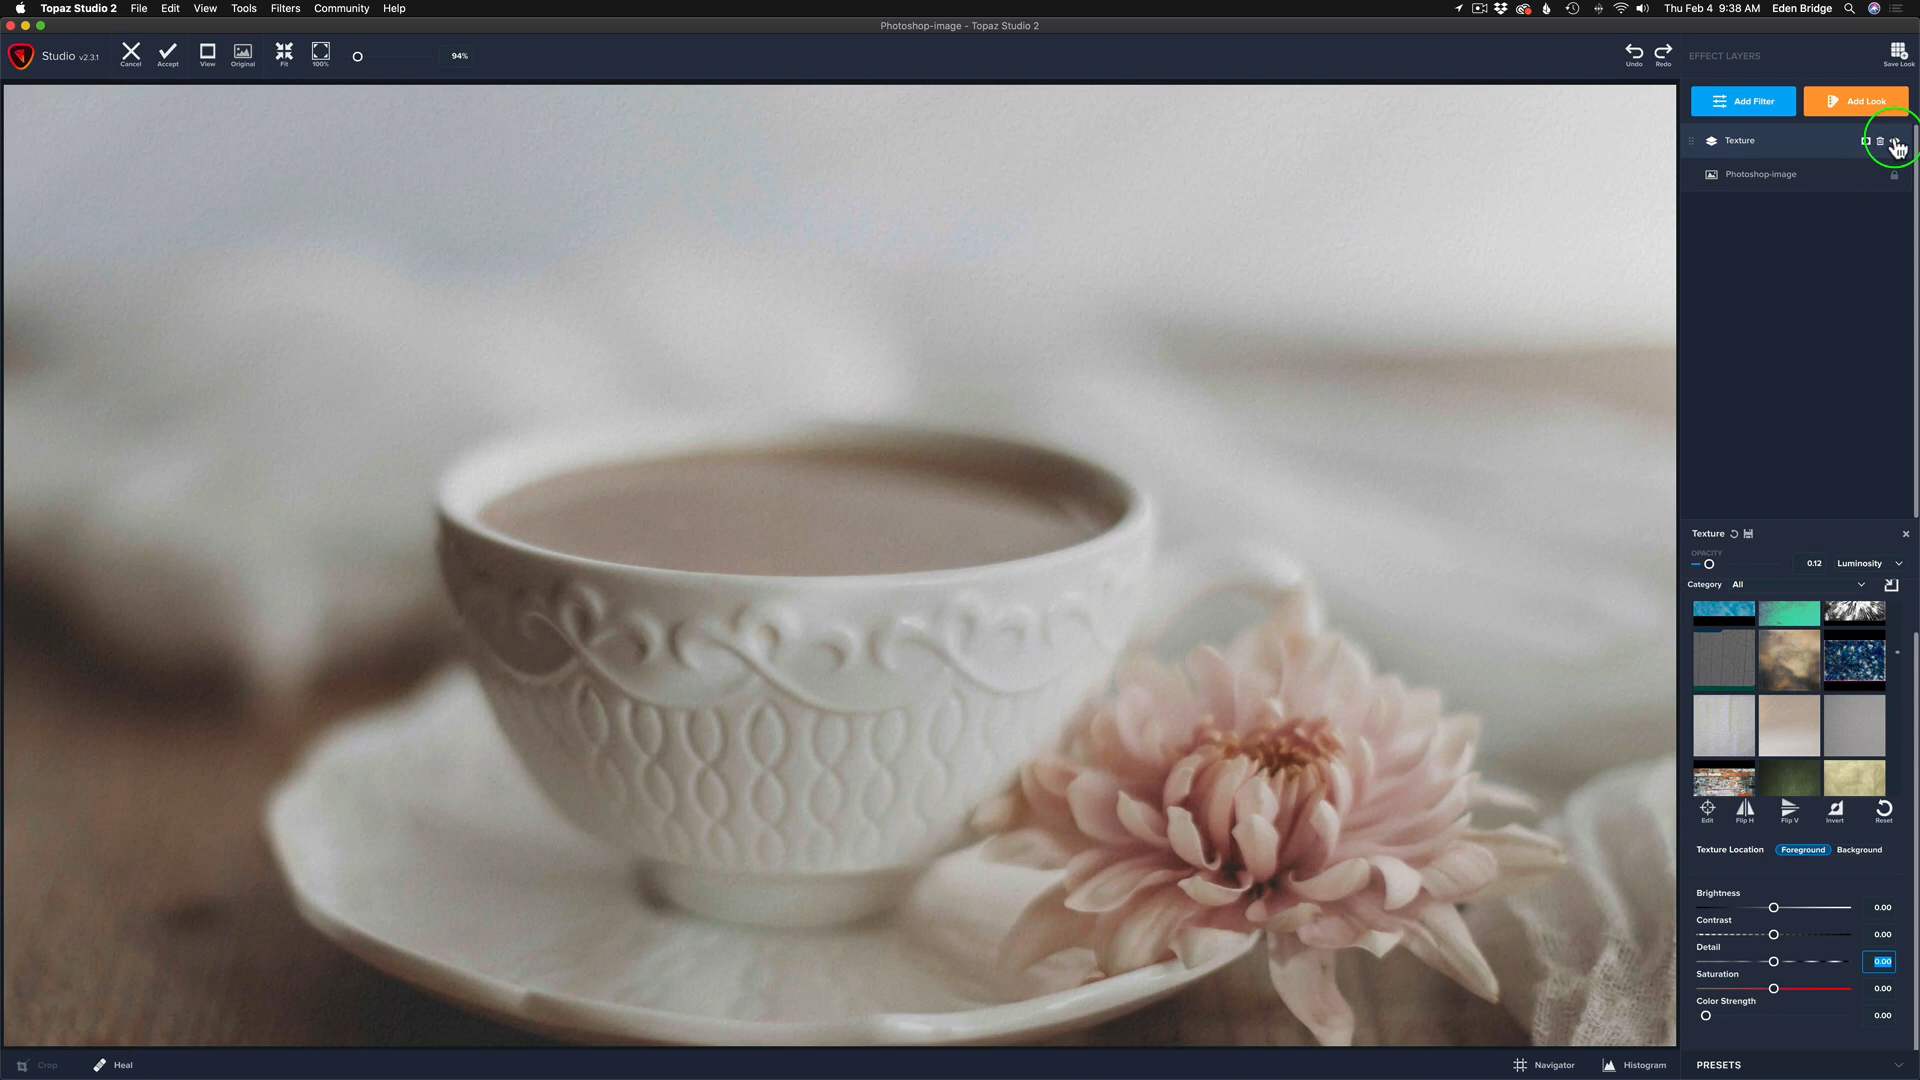 Topaz Studio 2 File Edit View Tools Filters Community Help
Thu Feb 4 9:38 AM Eden Bridge
Photoshop-image - Topaz Studio 2
Studio v2.3.1
Cancel Accept View Original Fit 100% 94%
Undo Redo
EFFECT LAYERS
Save Look
Add Filter Add Look
Texture
Photoshop-image
Texture
OPACITY
0.12 Luminosity
Category All
Edit Flip H Flip V Invert Reset
Texture Location Foreground Background
Brightness
0.00
Contrast
0.00
Detail
0.00
Saturation
0.00
Color Strength
0.00
Crop Heal Navigator Histogram PRESETS